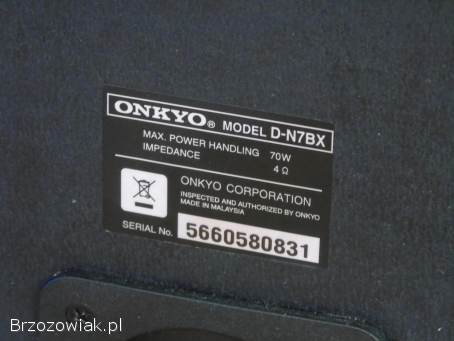 ONKYO® MODEL D-N7BX
MAX. POWER HANDLING 70W
IMPEDANCE 4 Ω
ONKYO CORPORATION
INSPECTED AND AUTHORIZED BY ONKYO
MADE IN MALAYSIA
SERIAL No. 5660580831
Brzozowiak.pl